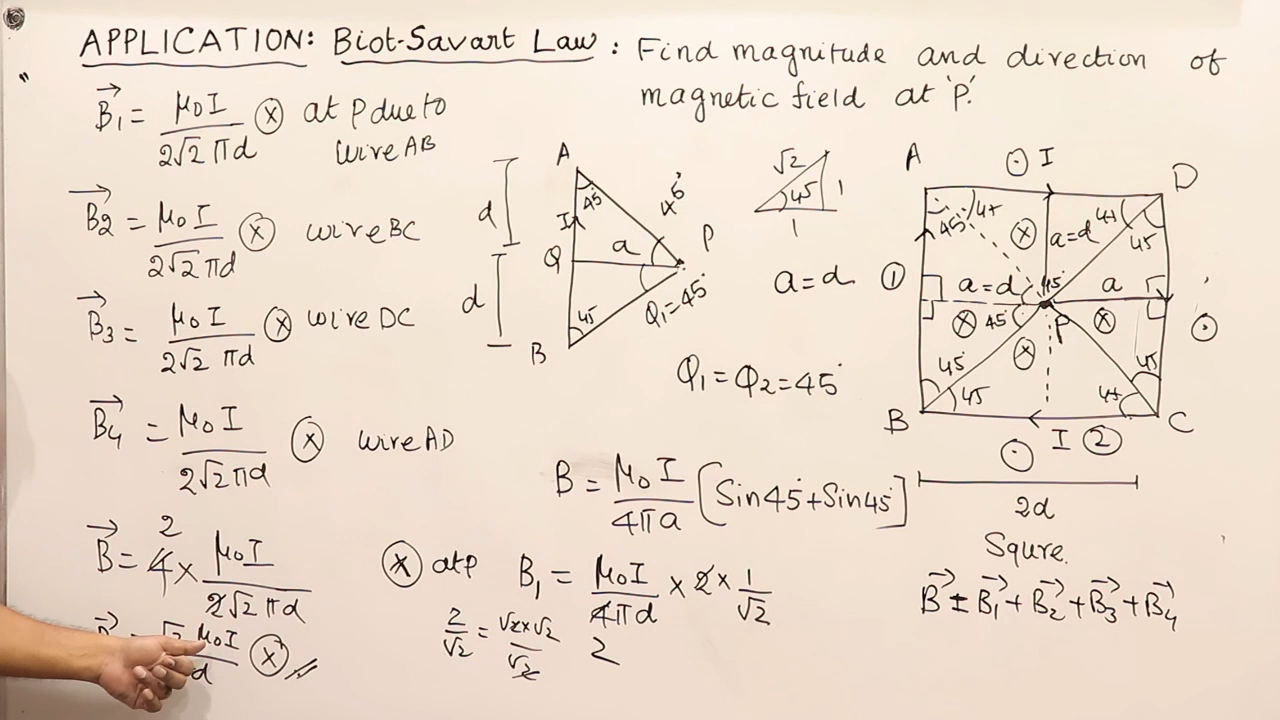 APPLICATION: Biot-Savart Law : Find magnitude and direction of
magnetic field at 'P'.
B₁ = μ₀I / 2√2 πd ⊗ at P due to
wire AB
B₂ = μ₀I / 2√2 πd ⊗ wire BC
B₃ = μ₀I / 2√2 πd ⊗ wire DC
B₄ = μ₀I / 2√2 πd ⊗ wire AD
B = 4 2 × μ₀I / 2√2 πd ⊗ at P
μ₀I / d ⊗
A
45
45°
d
I
Q
a
P
d
45
φ₁ = 45°
B
√2
45
1
1
a = d
φ₁ = φ₂ = 45°
B = μ₀I / 4πa [Sin45° + Sin45°]
B₁ = μ₀I / 4πd × 2 × 1/√2
2/√2 = √2×√2 / √2
2
A
⊙ I
D
45
45
45
45
⊗
a = d
①
a = d
45
a
⊗
45
P
⊗
⊙
⊗
45
45
45
45
B
I ②
C
⊙
2d
Squre.
B = B₁ + B₂ + B₃ + B₄